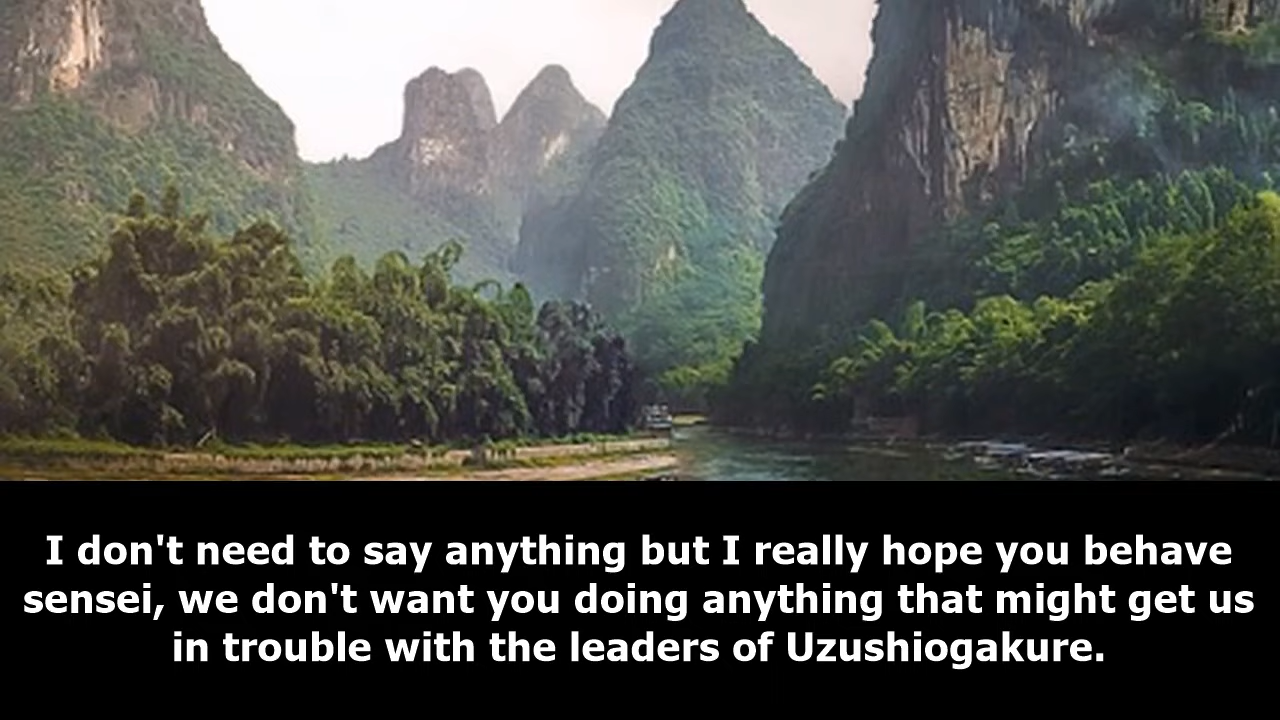 I don't need to say anything but I really hope you behave
sensei, we don't want you doing anything that might get us
in trouble with the leaders of Uzushiogakure.